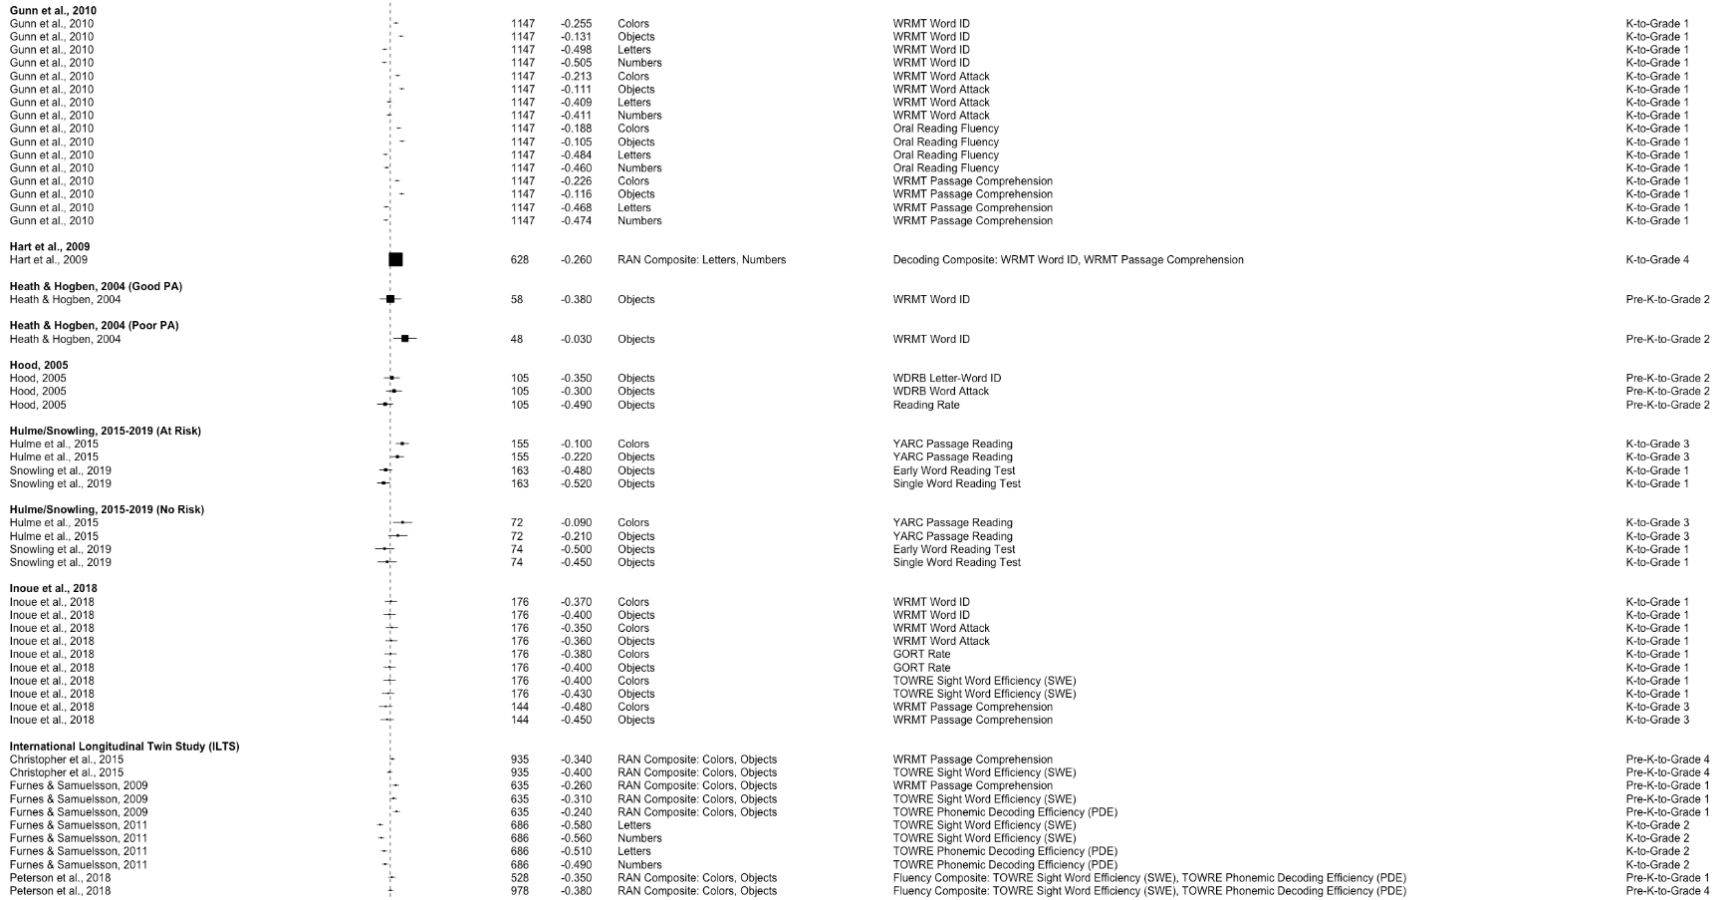 Gunn et al., 2010
Gunn et al., 2010 1147 -0.255 Colors WRMT Word ID K-to-Grade 1
Gunn et al., 2010 1147 -0.131 Objects WRMT Word ID K-to-Grade 1
Gunn et al., 2010 1147 -0.498 Letters WRMT Word ID K-to-Grade 1
Gunn et al., 2010 1147 -0.505 Numbers WRMT Word ID K-to-Grade 1
Gunn et al., 2010 1147 -0.213 Colors WRMT Word Attack K-to-Grade 1
Gunn et al., 2010 1147 -0.111 Objects WRMT Word Attack K-to-Grade 1
Gunn et al., 2010 1147 -0.409 Letters WRMT Word Attack K-to-Grade 1
Gunn et al., 2010 1147 -0.411 Numbers WRMT Word Attack K-to-Grade 1
Gunn et al., 2010 1147 -0.188 Colors Oral Reading Fluency K-to-Grade 1
Gunn et al., 2010 1147 -0.105 Objects Oral Reading Fluency K-to-Grade 1
Gunn et al., 2010 1147 -0.484 Letters Oral Reading Fluency K-to-Grade 1
Gunn et al., 2010 1147 -0.460 Numbers Oral Reading Fluency K-to-Grade 1
Gunn et al., 2010 1147 -0.226 Colors WRMT Passage Comprehension K-to-Grade 1
Gunn et al., 2010 1147 -0.116 Objects WRMT Passage Comprehension K-to-Grade 1
Gunn et al., 2010 1147 -0.468 Letters WRMT Passage Comprehension K-to-Grade 1
Gunn et al., 2010 1147 -0.474 Numbers WRMT Passage Comprehension K-to-Grade 1
Hart et al., 2009
Hart et al., 2009 628 -0.260 RAN Composite: Letters, Numbers Decoding Composite: WRMT Word ID, WRMT Passage Comprehension K-to-Grade 4
Heath & Hogben, 2004 (Good PA)
Heath & Hogben, 2004 58 -0.380 Objects WRMT Word ID Pre-K-to-Grade 2
Heath & Hogben, 2004 (Poor PA)
Heath & Hogben, 2004 48 -0.030 Objects WRMT Word ID Pre-K-to-Grade 2
Hood, 2005
Hood, 2005 105 -0.350 Objects WDRB Letter-Word ID Pre-K-to-Grade 2
Hood, 2005 105 -0.300 Objects WDRB Word Attack Pre-K-to-Grade 2
Hood, 2005 105 -0.490 Objects Reading Rate Pre-K-to-Grade 2
Hulme/Snowling, 2015-2019 (At Risk)
Hulme et al., 2015 155 -0.100 Colors YARC Passage Reading K-to-Grade 3
Hulme et al., 2015 155 -0.220 Objects YARC Passage Reading K-to-Grade 3
Snowling et al., 2019 163 -0.480 Objects Early Word Reading Test K-to-Grade 1
Snowling et al., 2019 163 -0.520 Objects Single Word Reading Test K-to-Grade 1
Hulme/Snowling, 2015-2019 (No Risk)
Hulme et al., 2015 72 -0.090 Colors YARC Passage Reading K-to-Grade 3
Hulme et al., 2015 72 -0.210 Objects YARC Passage Reading K-to-Grade 3
Snowling et al., 2019 74 -0.500 Objects Early Word Reading Test K-to-Grade 1
Snowling et al., 2019 74 -0.450 Objects Single Word Reading Test K-to-Grade 1
Inoue et al., 2018
Inoue et al., 2018 176 -0.370 Colors WRMT Word ID K-to-Grade 1
Inoue et al., 2018 176 -0.400 Objects WRMT Word ID K-to-Grade 1
Inoue et al., 2018 176 -0.350 Colors WRMT Word Attack K-to-Grade 1
Inoue et al., 2018 176 -0.360 Objects WRMT Word Attack K-to-Grade 1
Inoue et al., 2018 176 -0.380 Colors GORT Rate K-to-Grade 1
Inoue et al., 2018 176 -0.400 Objects GORT Rate K-to-Grade 1
Inoue et al., 2018 176 -0.400 Colors TOWRE Sight Word Efficiency (SWE) K-to-Grade 1
Inoue et al., 2018 176 -0.430 Objects TOWRE Sight Word Efficiency (SWE) K-to-Grade 1
Inoue et al., 2018 144 -0.480 Colors WRMT Passage Comprehension K-to-Grade 3
Inoue et al., 2018 144 -0.450 Objects WRMT Passage Comprehension K-to-Grade 3
International Longitudinal Twin Study (ILTS)
Christopher et al., 2015 935 -0.340 RAN Composite: Colors, Objects WRMT Passage Comprehension Pre-K-to-Grade 4
Christopher et al., 2015 935 -0.400 RAN Composite: Colors, Objects TOWRE Sight Word Efficiency (SWE) Pre-K-to-Grade 4
Furnes & Samuelsson, 2009 635 -0.260 RAN Composite: Colors, Objects WRMT Passage Comprehension Pre-K-to-Grade 1
Furnes & Samuelsson, 2009 635 -0.310 RAN Composite: Colors, Objects TOWRE Sight Word Efficiency (SWE) Pre-K-to-Grade 1
Furnes & Samuelsson, 2009 635 -0.240 RAN Composite: Colors, Objects TOWRE Phonemic Decoding Efficiency (PDE) Pre-K-to-Grade 1
Furnes & Samuelsson, 2011 686 -0.580 Letters TOWRE Sight Word Efficiency (SWE) K-to-Grade 2
Furnes & Samuelsson, 2011 686 -0.560 Numbers TOWRE Sight Word Efficiency (SWE) K-to-Grade 2
Furnes & Samuelsson, 2011 686 -0.510 Letters TOWRE Phonemic Decoding Efficiency (PDE) K-to-Grade 2
Furnes & Samuelsson, 2011 686 -0.490 Numbers TOWRE Phonemic Decoding Efficiency (PDE) K-to-Grade 2
Peterson et al., 2018 528 -0.350 RAN Composite: Colors, Objects Fluency Composite: TOWRE Sight Word Efficiency (SWE), TOWRE Phonemic Decoding Efficiency (PDE) Pre-K-to-Grade 1
Peterson et al., 2018 978 -0.380 RAN Composite: Colors, Objects Fluency Composite: TOWRE Sight Word Efficiency (SWE), TOWRE Phonemic Decoding Efficiency (PDE) Pre-K-to-Grade 4